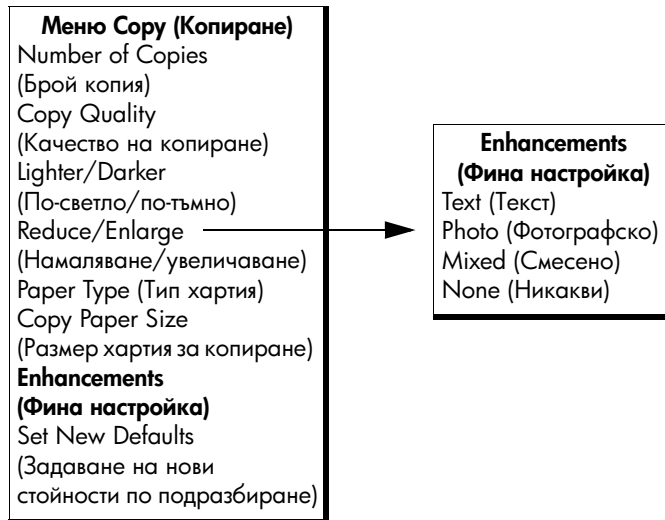 Меню Copy (Копиране)
Number of Copies
(Брой копия)
Copy Quality
(Качество на копиране)
Lighter/Darker
(По-светло/по-тъмно)
Reduce/Enlarge
(Намаляване/увеличаване)
Paper Type (Тип хартия)
Copy Paper Size
(Размер хартия за копиране)
Enhancements
(Фина настройка)
Set New Defaults
(Задаване на нови
стойности по подразбиране)
Enhancements
(Фина настройка)
Text (Текст)
Photo (Фотографско)
Mixed (Смесено)
None (Никакви)